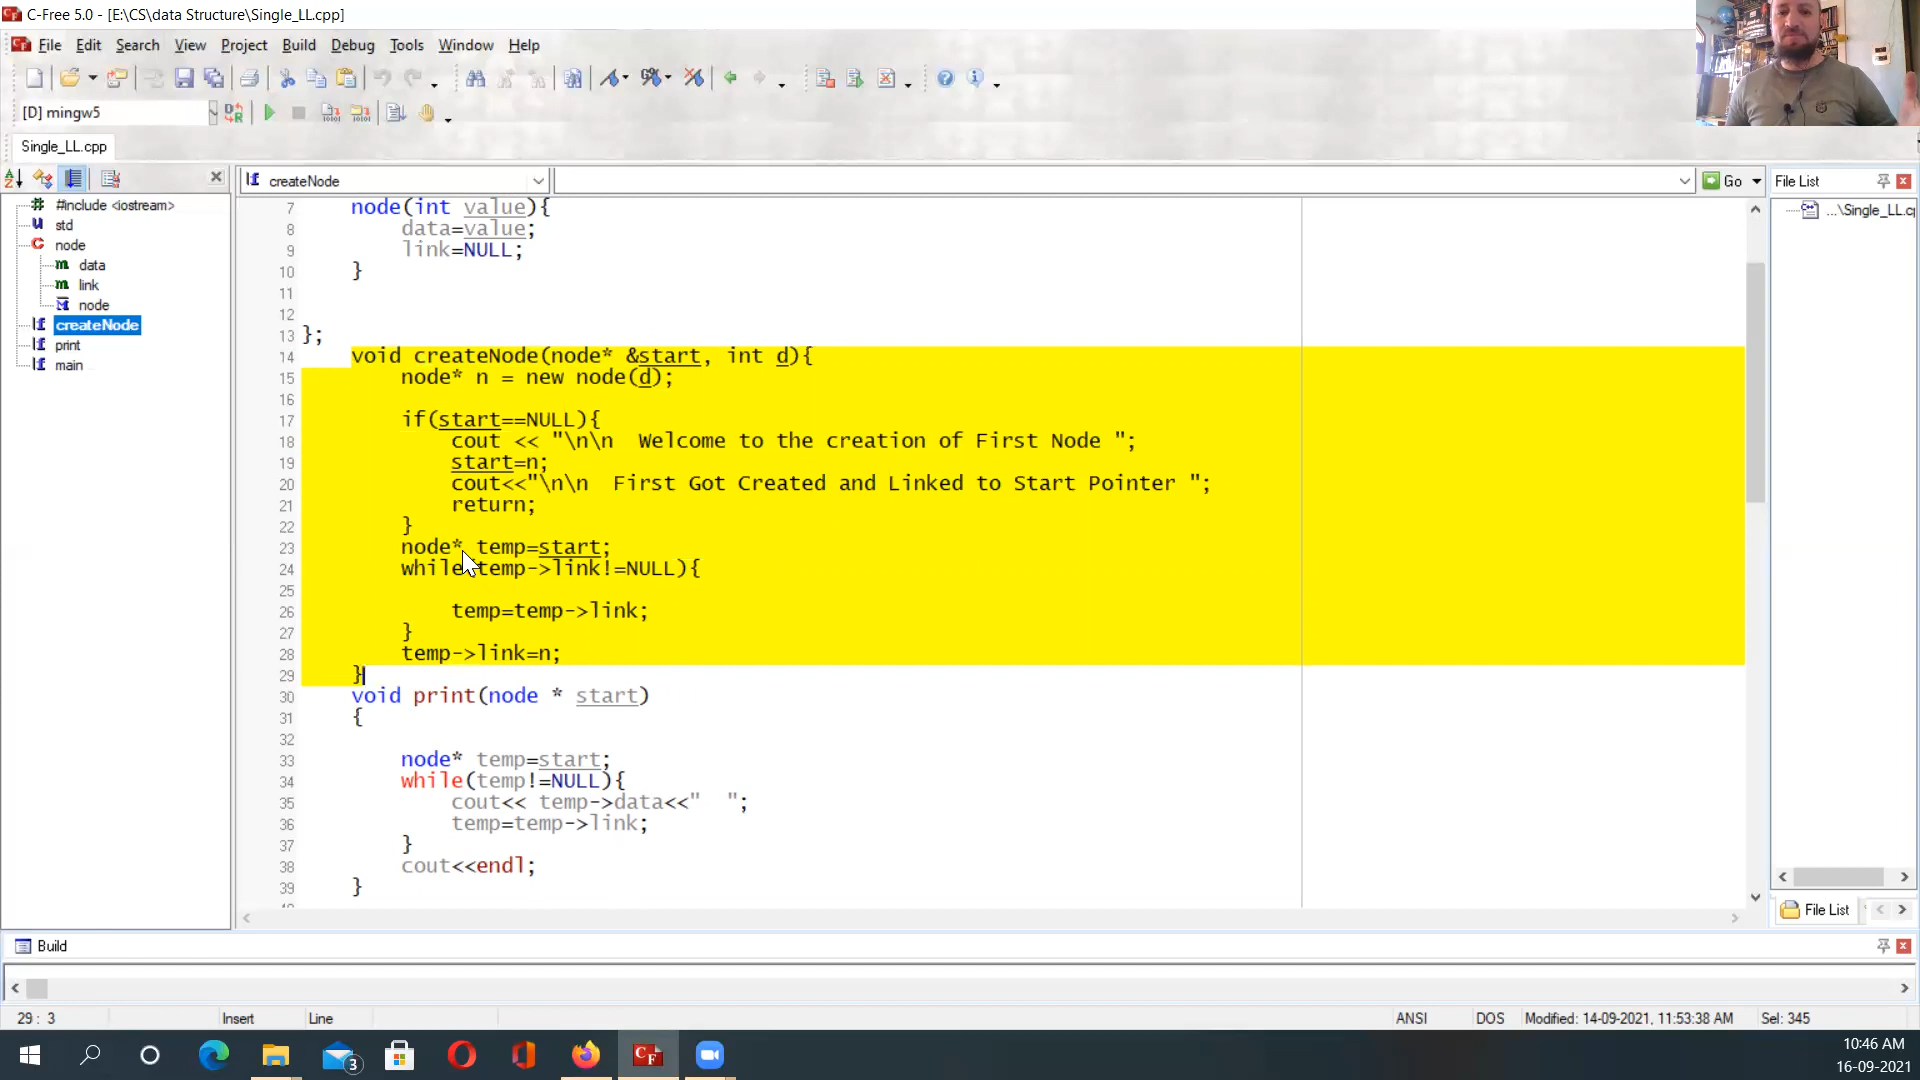 C-Free 5.0 - [E:\CS\data Structure\Single_LL.cpp]
File Edit Search View Project Build Debug Tools Window Help
[D] mingw5
Single_LL.cpp
createNode
Go
File List
#include <iostream>
std
node
data
link
node
createNode
print
main
...\Single_LL.cp
7 node(int value){
8 data=value;
9 link=NULL;
10 }
11
12
13 };
14 void createNode(node* &start, int d){
15 node* n = new node(d);
16
17 if(start==NULL){
18 cout << "\n\n  Welcome to the creation of First Node ";
19 start=n;
20 cout<<"\n\n  First Got Created and Linked to Start Pointer ";
21 return;
22 }
23 node* temp=start;
24 while(temp->link!=NULL){
25
26 temp=temp->link;
27 }
28 temp->link=n;
29 }
30 void print(node * start)
31 {
32
33 node* temp=start;
34 while(temp!=NULL){
35 cout<< temp->data<<"  ";
36 temp=temp->link;
37 }
38 cout<<endl;
39 }
File List
Build
29 : 3 Insert Line ANSI DOS Modified: 14-09-2021, 11:53:38 AM Sel: 345
3
CF
10:46 AM
16-09-2021